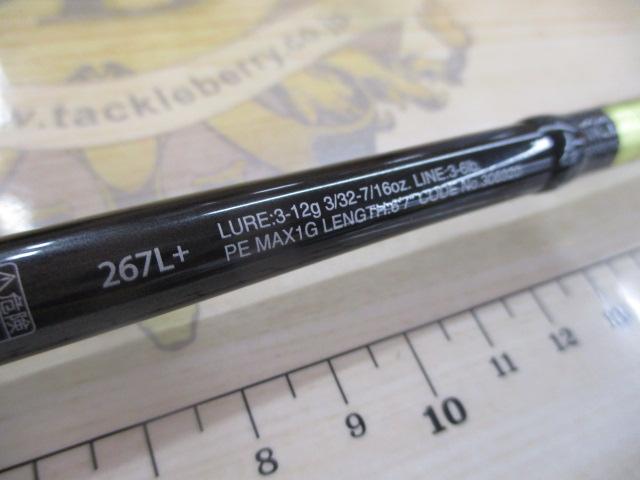 www.tackleberry.co.jp
危険
267L+
LURE:3-12g 3/32-7/16oz. LINE:3-6lb.
PE MAX1G LENGTH:6'7" CODE No.
8 9 10 11 12 13